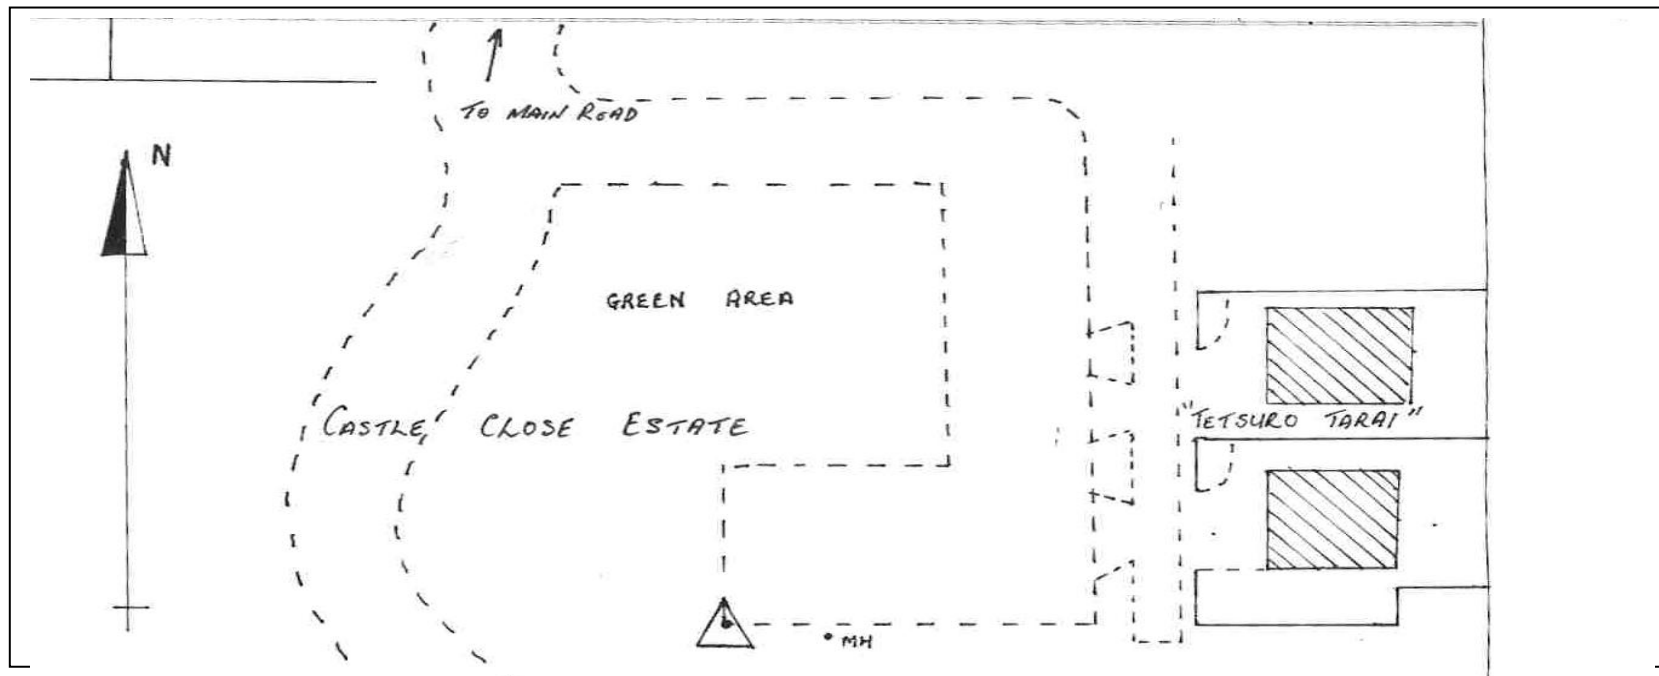 TO MAIN ROAD
N
GREEN AREA
CASTLE CLOSE ESTATE
"TETSURO TARAI"
MH